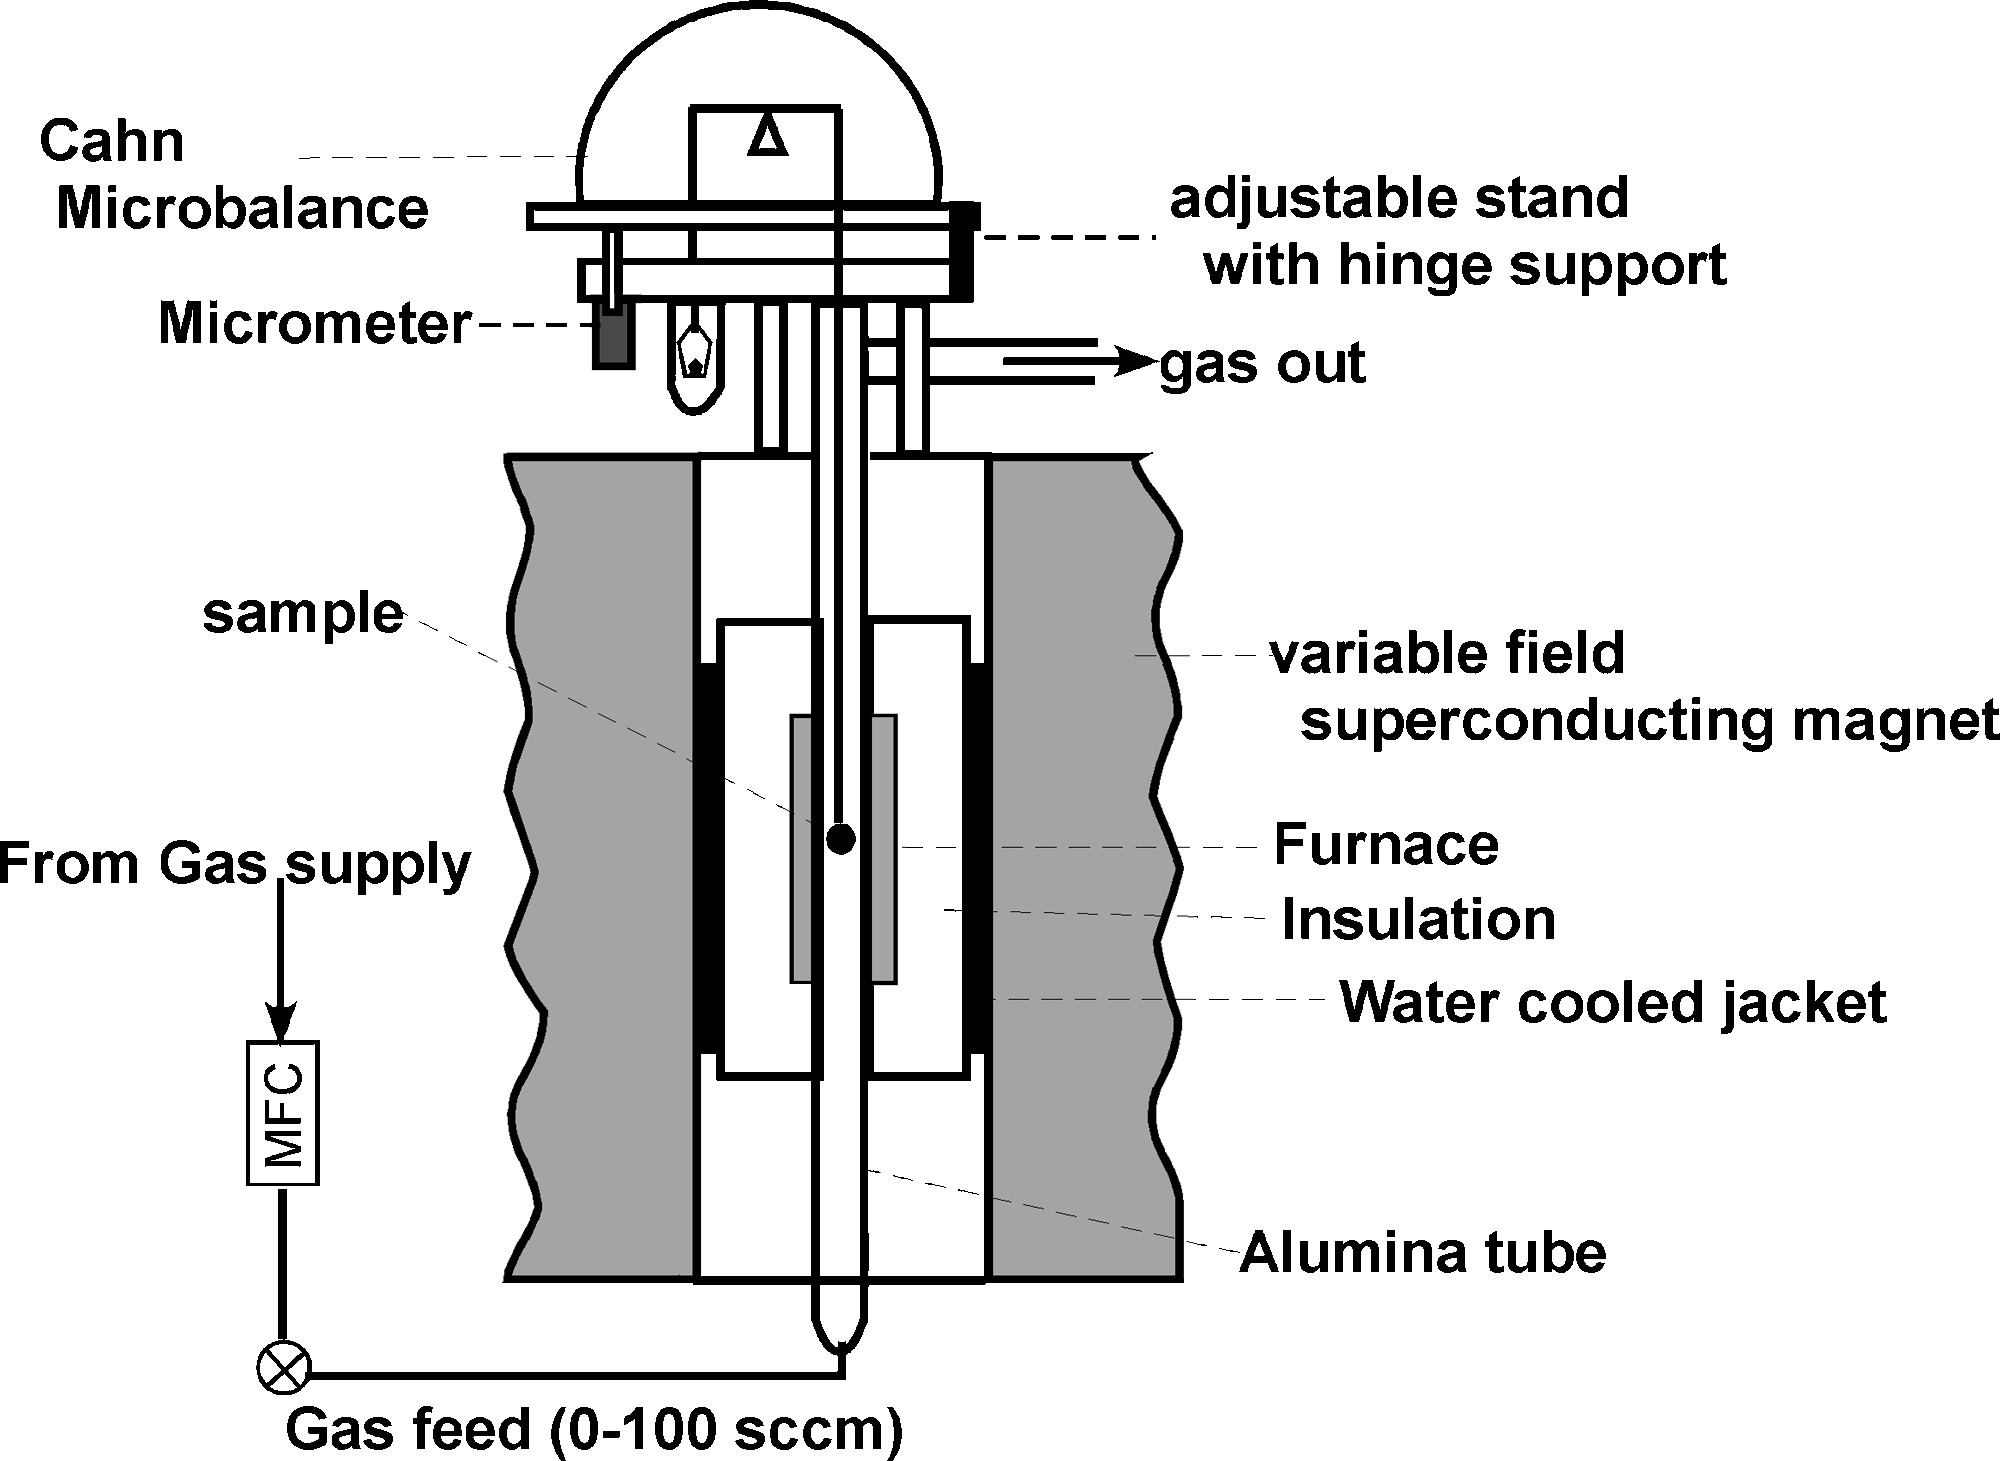 Cahn
Microbalance
adjustable stand
with hinge support
Micrometer
gas out
sample
variable field
superconducting magnet
From Gas supply
Furnace
Insulation
Water cooled jacket
MFC
Alumina tube
Gas feed (0-100 sccm)